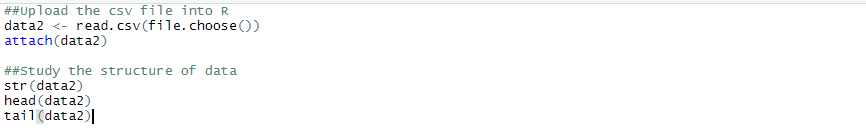 ##Upload the csv file into R
data2 <- read.csv(file.choose())
attach(data2)
##Study the structure of data
str(data2)
head(data2)
tail(data2)